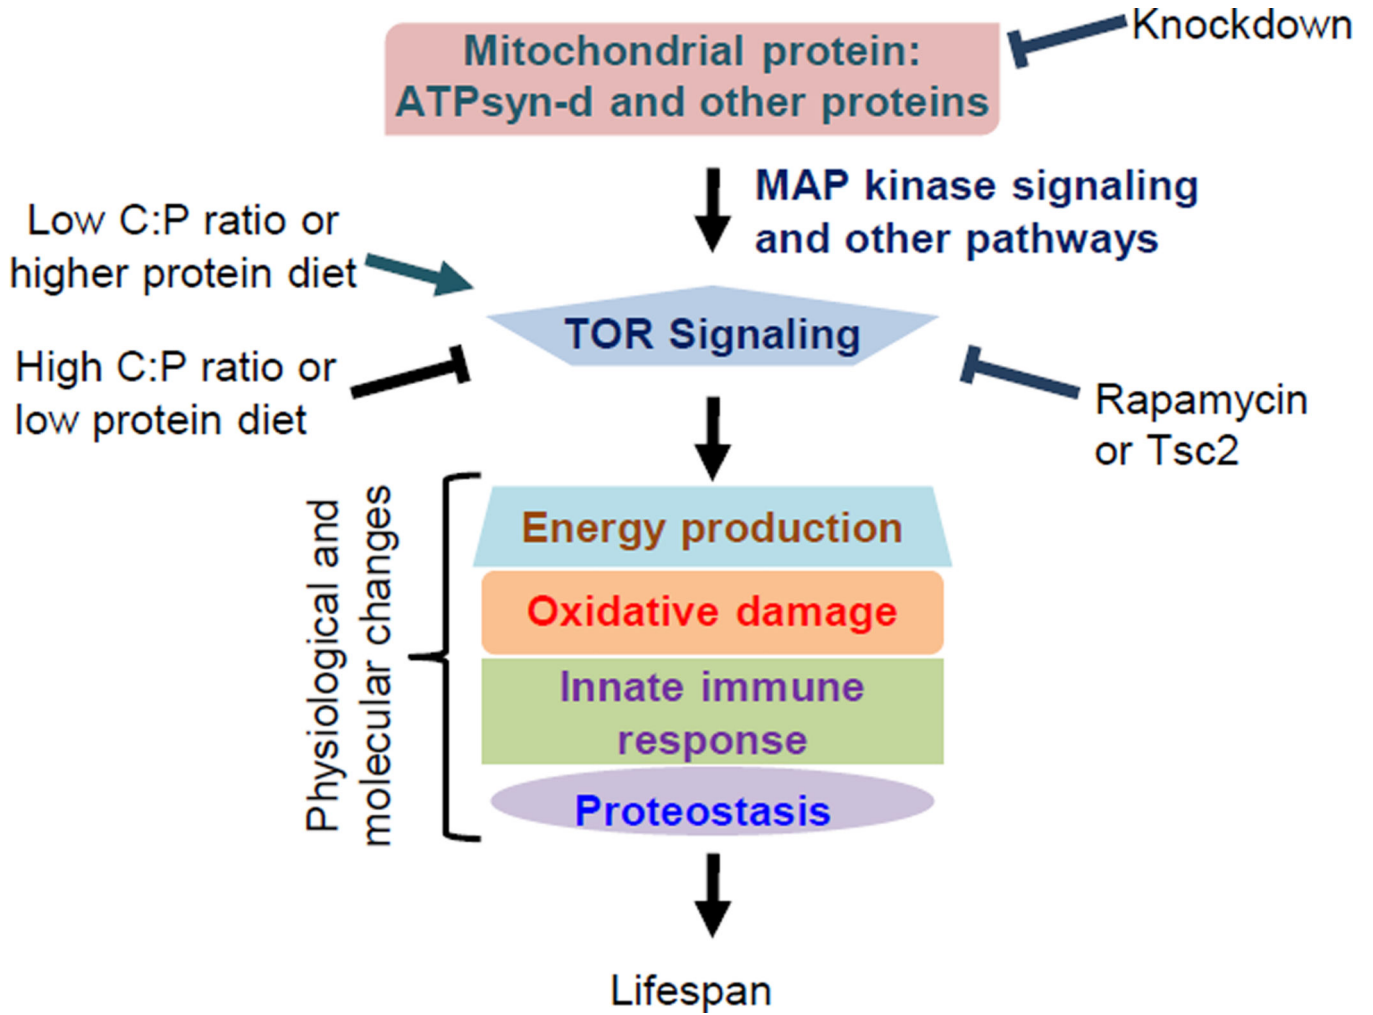 Knockdown
Mitochondrial protein:
ATPsyn-d and other proteins
MAP kinase signaling
and other pathways
Low C:P ratio or
higher protein diet
TOR Signaling
High C:P ratio or
low protein diet
Rapamycin
or Tsc2
Physiological and
molecular changes
Energy production
Oxidative damage
Innate immune
response
Proteostasis
Lifespan